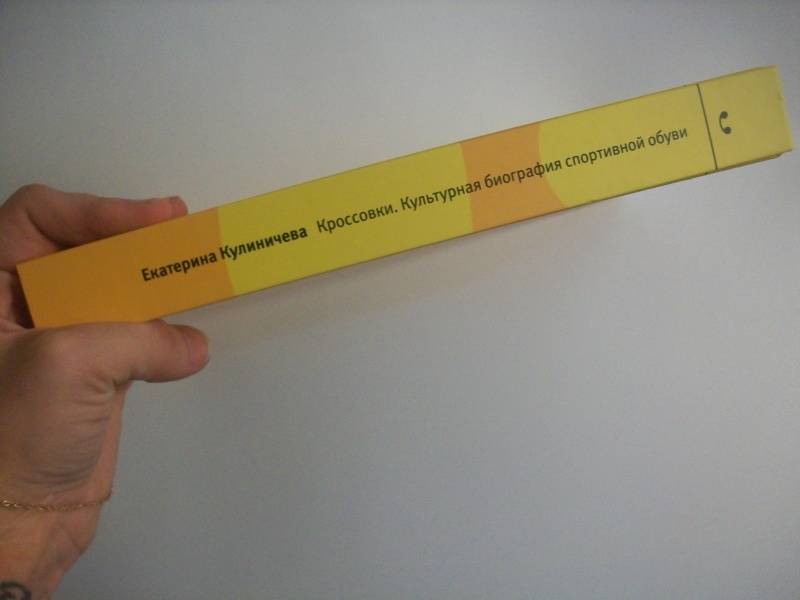 Екатерина Кулиничева Кроссовки. Культурная биография спортивной обуви